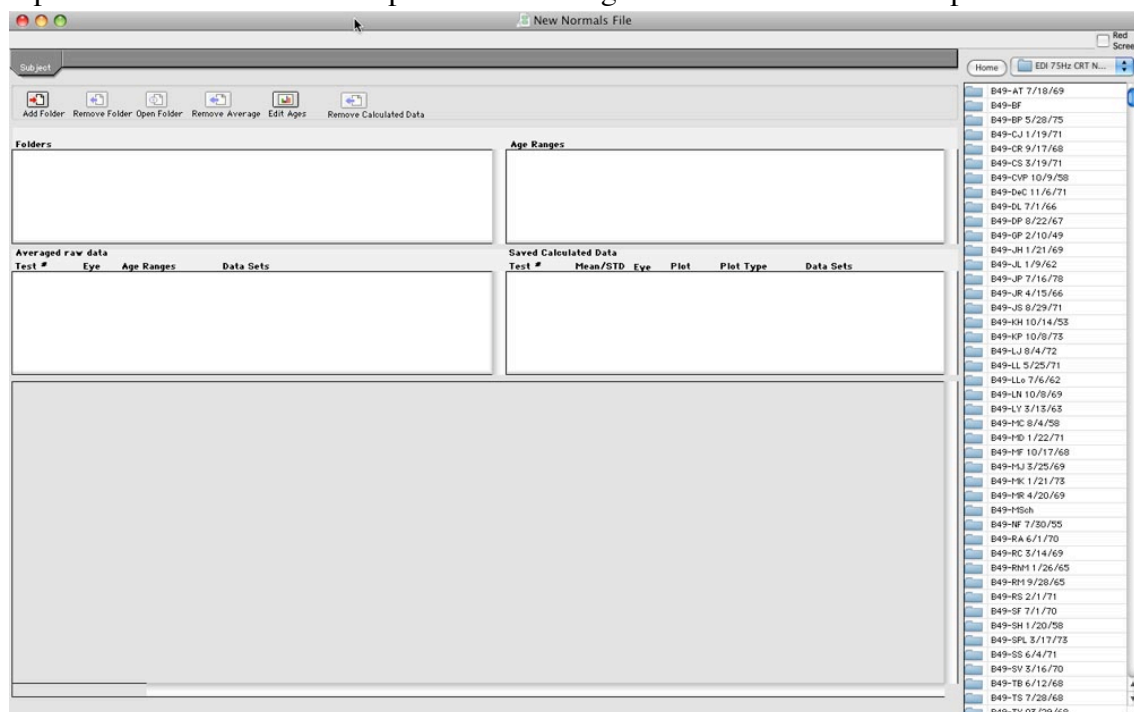 New Normals File
Red
Scree
Subject
Home
EDI 75Hz CRT N...
Add Folder Remove Folder Open Folder Remove Average Edit Ages Remove Calculated Data
Folders
Age Ranges
Averaged raw data
Test # Eye Age Ranges Data Sets
Saved Calculated Data
Test # Mean/STD Eye Plot Plot Type Data Sets
B49-AT 7/18/69
B49-BF
B49-BP 5/28/75
B49-CJ 1/19/71
B49-CR 9/17/68
B49-CS 3/19/71
B49-CVP 10/9/58
B49-DeC 11/6/71
B49-DL 7/1/66
B49-DP 8/22/67
B49-GP 2/10/49
B49-JH 1/21/69
B49-JL 1/9/62
B49-JP 7/16/78
B49-JR 4/15/66
B49-JS 8/29/71
B49-KH 10/14/53
B49-KP 10/8/73
B49-LJ 8/4/72
B49-LL 5/25/71
B49-LLo 7/6/62
B49-LN 10/8/69
B49-LY 3/13/63
B49-MC 8/4/58
B49-MD 1/22/71
B49-MF 10/17/68
B49-MJ 3/25/69
B49-MK 1/21/73
B49-MR 4/20/69
B49-MSch
B49-NF 7/30/55
B49-RA 6/1/70
B49-RC 3/14/69
B49-RhM 1/26/65
B49-RM 9/28/65
B49-RS 2/1/71
B49-SF 7/1/70
B49-SH 1/20/58
B49-SPL 3/17/73
B49-SS 6/4/71
B49-SV 3/16/70
B49-TB 6/12/68
B49-TS 7/28/68